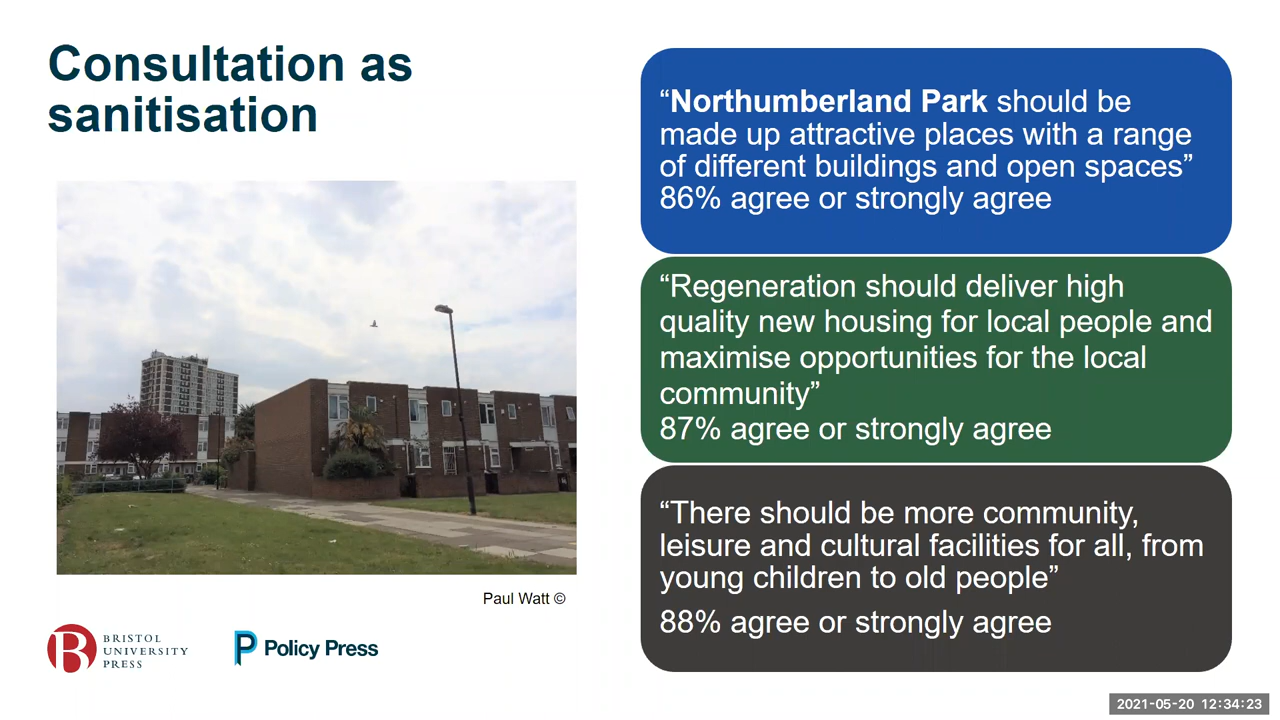 Consultation as
sanitisation
“Northumberland Park should be
made up attractive places with a range
of different buildings and open spaces”
86% agree or strongly agree
“Regeneration should deliver high
quality new housing for local people and
maximise opportunities for the local
community”
87% agree or strongly agree
“There should be more community,
leisure and cultural facilities for all, from
young children to old people”
88% agree or strongly agree
Paul Watt ©
BRISTOL
UNIVERSITY
PRESS
Policy Press
2021-05-20 12:34:23